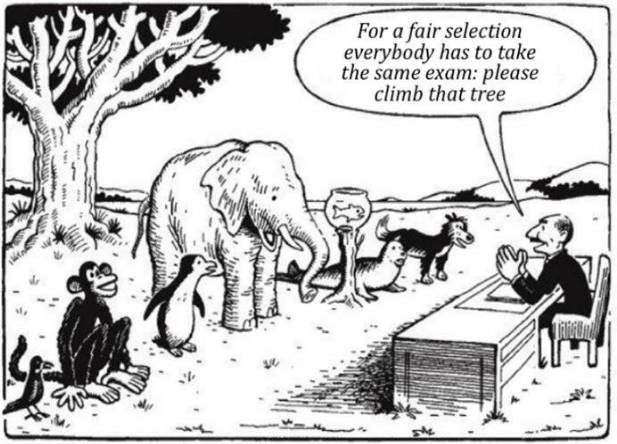 For a fair selection
everybody has to take
the same exam: please
climb that tree